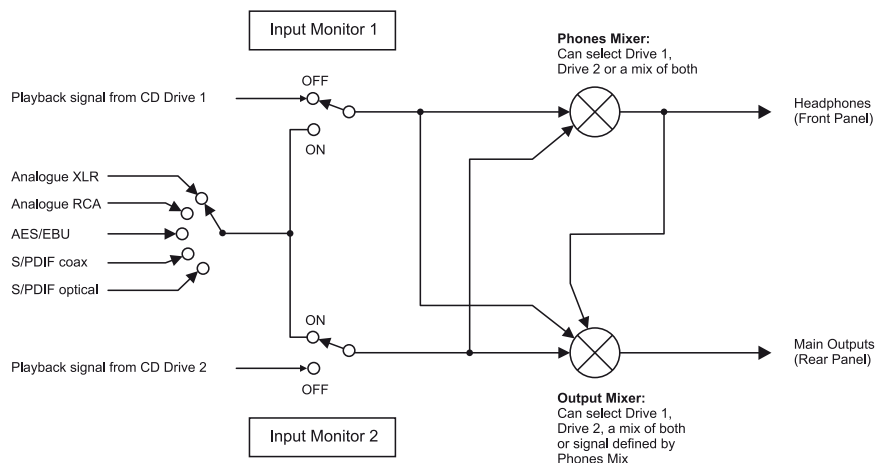 Input Monitor 1
Phones Mixer:
Can select Drive 1,
Drive 2 or a mix of both
OFF
Playback signal from CD Drive 1
Headphones
(Front Panel)
ON
Analogue XLR
Analogue RCA
AES/EBU
S/PDIF coax
S/PDIF optical
ON
Main Outputs
(Rear Panel)
Playback signal from CD Drive 2
OFF
Output Mixer:
Can select Drive 1,
Drive 2, a mix of both
or signal defined by
Phones Mix
Input Monitor 2